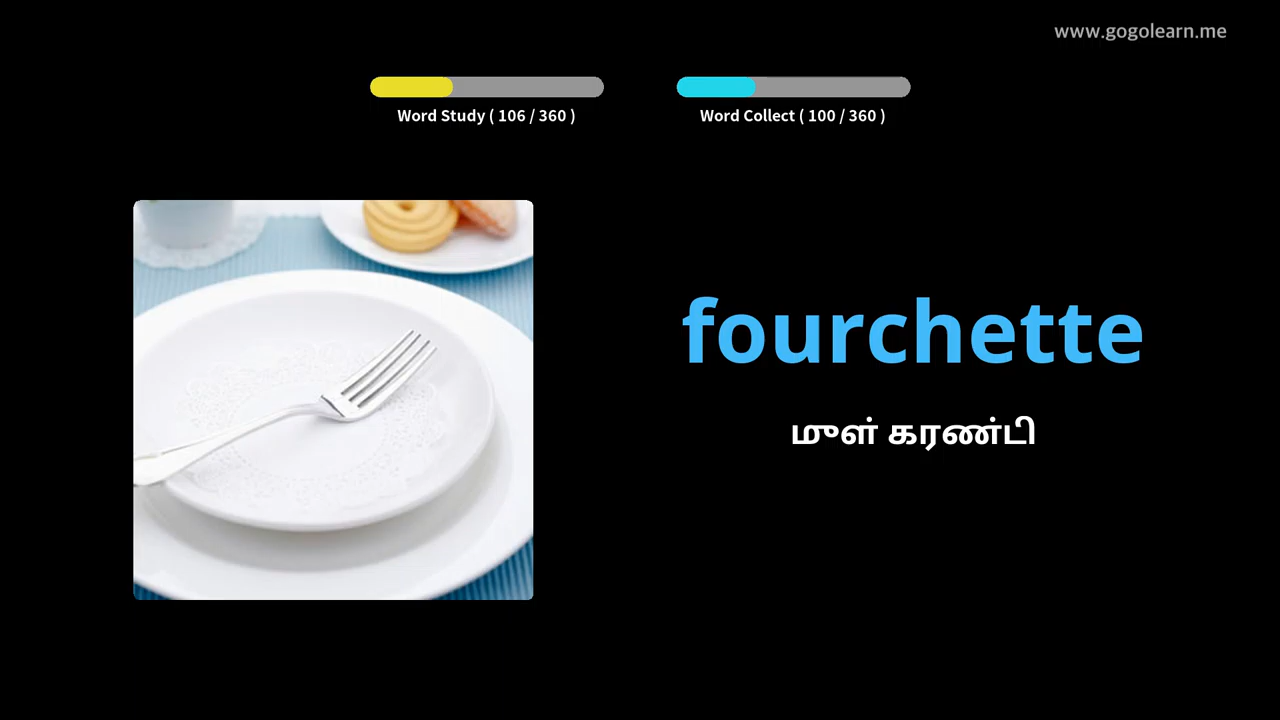 www.gogolearn.me
Word Study ( 106 / 360 )
Word Collect ( 100 / 360 )
fourchette
முள் கரண்டி